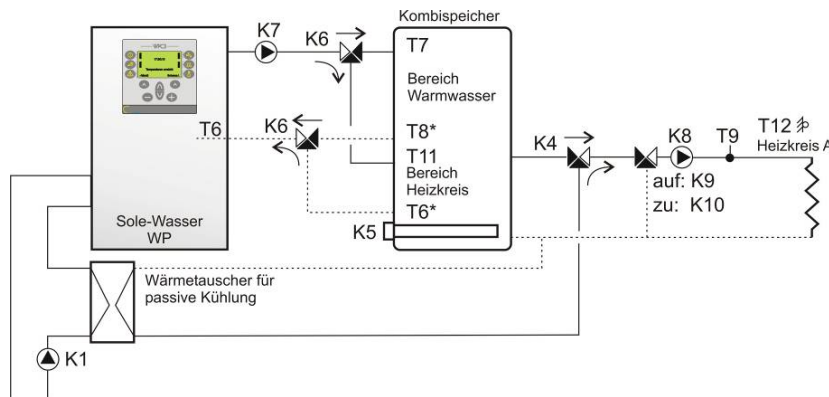 Kombispeicher
K7
K6
T7
Bereich
Warmwasser
T6
K6
T8*
T11
Bereich
Heizkreis
T6*
K5
K4
K8
T9
T12
Heizkreis A
auf: K9
zu: K10
Sole-Wasser
WP
Wärmetauscher für
passive Kühlung
K1